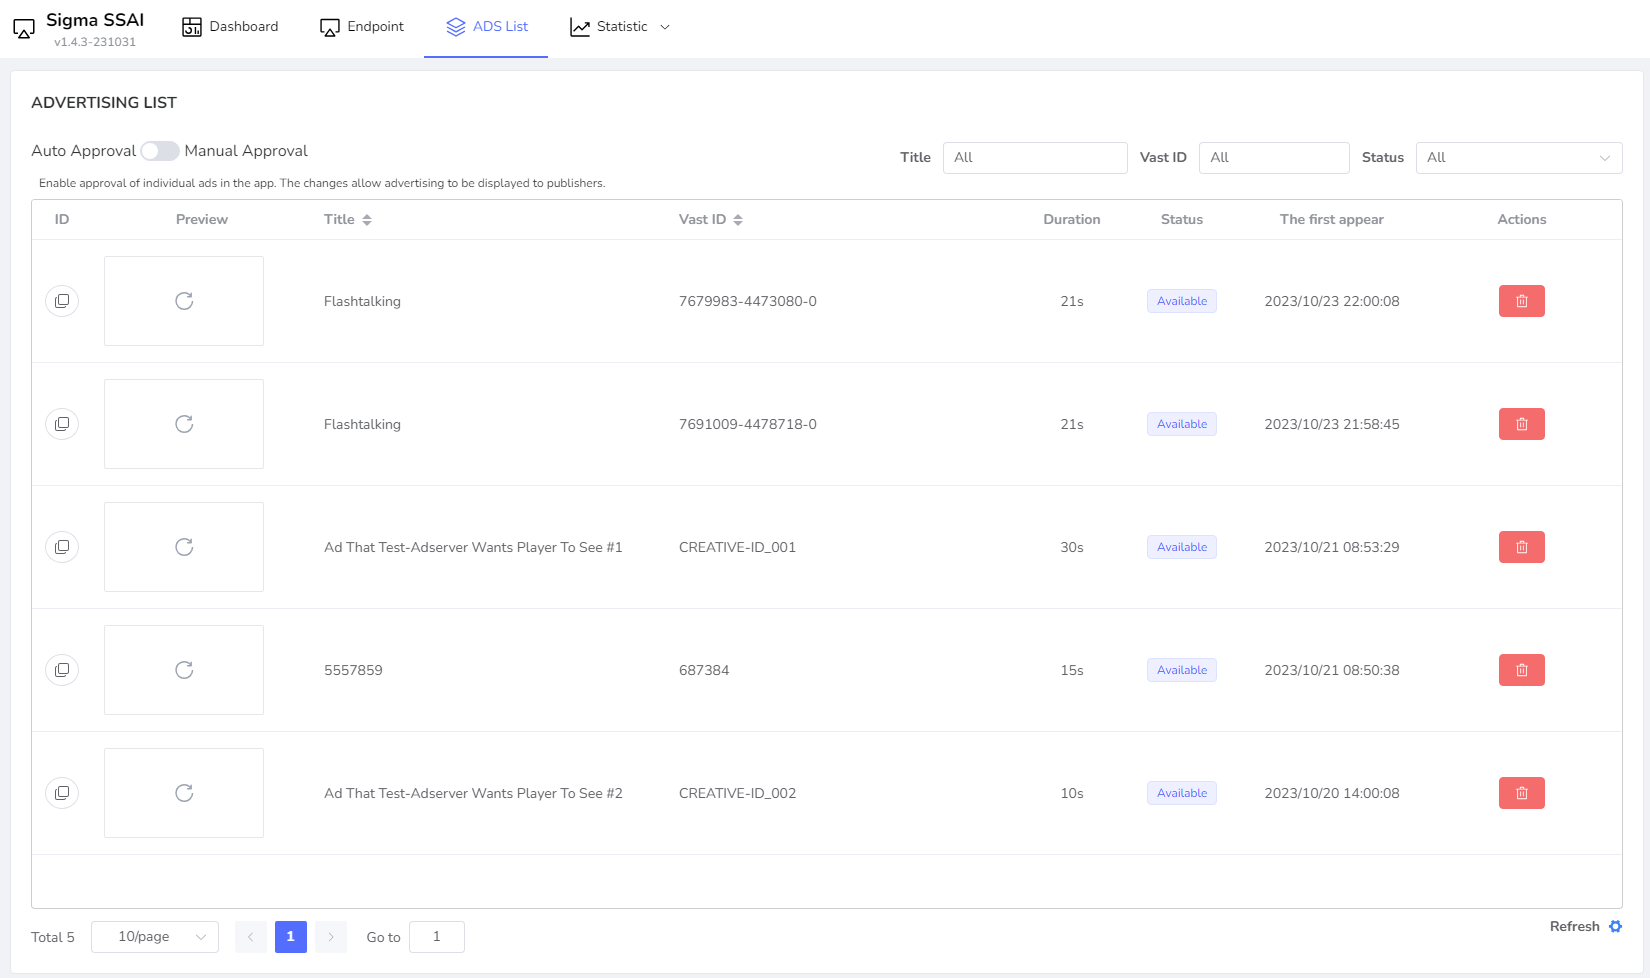 Sigma SSAI
v1.4.3-231031
Dashboard Endpoint ADS List Statistic
ADVERTISING LIST
Auto Approval Manual Approval
Title All Vast ID All Status All
Enable approval of individual ads in the app. The changes allow advertising to be displayed to publishers.
ID Preview Title Vast ID Duration Status The first appear Actions
Flashtalking 7679983-4473080-0 21s Available 2023/10/23 22:00:08
Flashtalking 7691009-4478718-0 21s Available 2023/10/23 21:58:45
Ad That Test-Adserver Wants Player To See #1 CREATIVE-ID_001 30s Available 2023/10/21 08:53:29
5557859 687384 15s Available 2023/10/21 08:50:38
Ad That Test-Adserver Wants Player To See #2 CREATIVE-ID_002 10s Available 2023/10/20 14:00:08
Total 5 10/page 1 Go to 1
Refresh